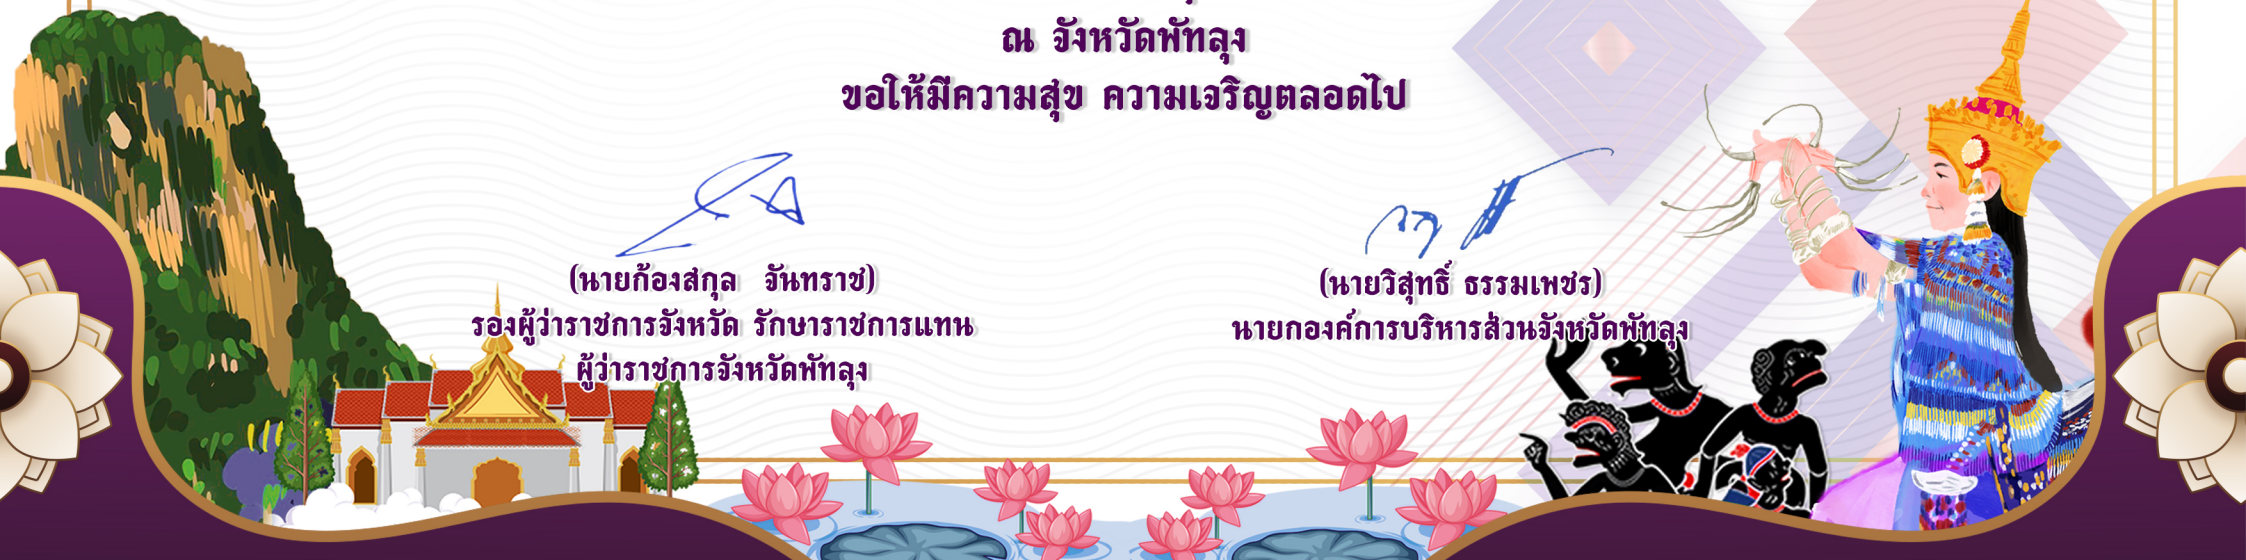 ณ จังหวัดพัทลุง
ขอให้มีความสุข ความเจริญตลอดไป
(นายก้องสกุล จันทราช)
รองผู้ว่าราชการจังหวัด รักษาราชการแทน
ผู้ว่าราชการจังหวัดพัทลุง
(นายวิสุทธิ์ ธรรมเพชร)
นายกองค์การบริหารส่วนจังหวัดพัทลุง